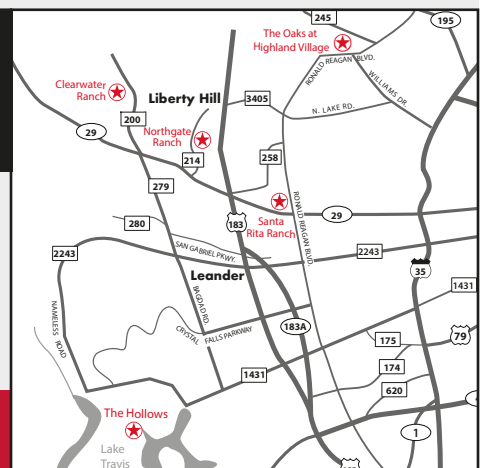 245
195
The Oaks at
Highland Village
RONALD REAGAN BLVD.
WILLIAMS DR.
Clearwater
Ranch
Liberty Hill
3405
N. LAKE RD.
200
29
Northgate
Ranch
214
258
279
RONALD REAGAN BLVD.
280
183
Santa
Rita Ranch
29
2243
SAN GABRIEL PKWY.
2243
Leander
35
1431
BAGDAD RD.
NAMELESS ROAD
CRYSTAL FALLS PARKWAY
183A
79
175
1431
174
620
The Hollows
1
Lake
Travis